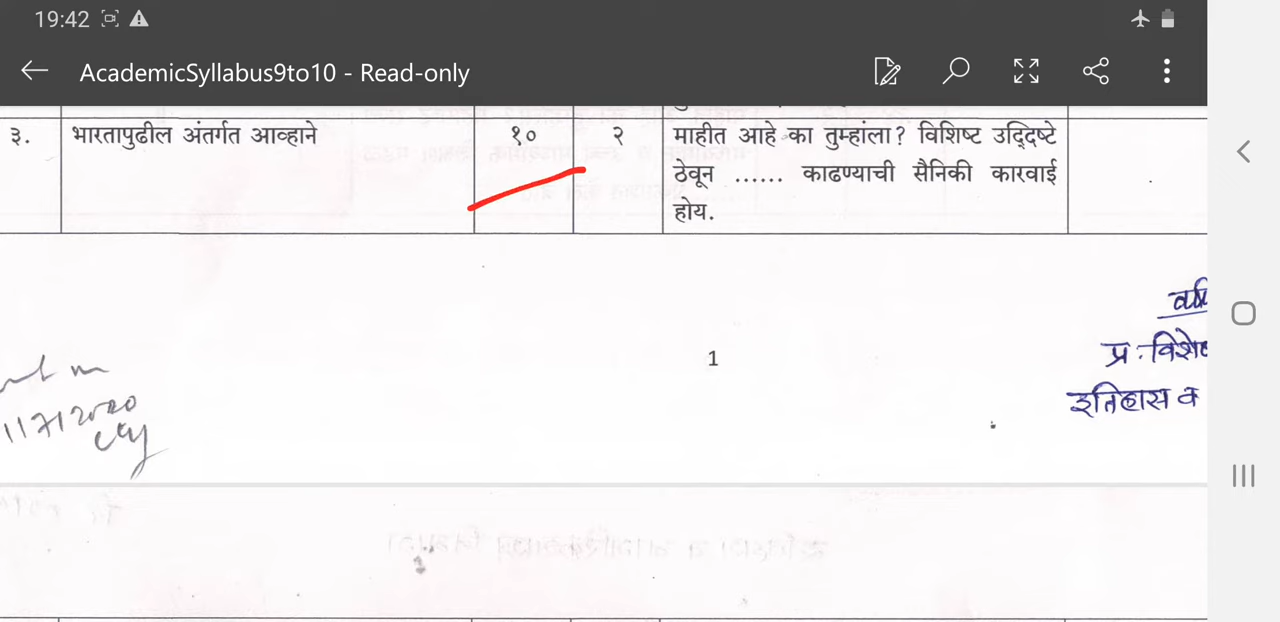 19:42
AcademicSyllabus9to10 - Read-only
३. भारतापुढील अंतर्गत आव्हाने १० २ माहीत आहे का तुम्हांला? विशिष्ट उद्दिष्टे
ठेवून ...... काढण्याची सैनिकी कारवाई
होय.
1
प्र. विशे
इतिहास व